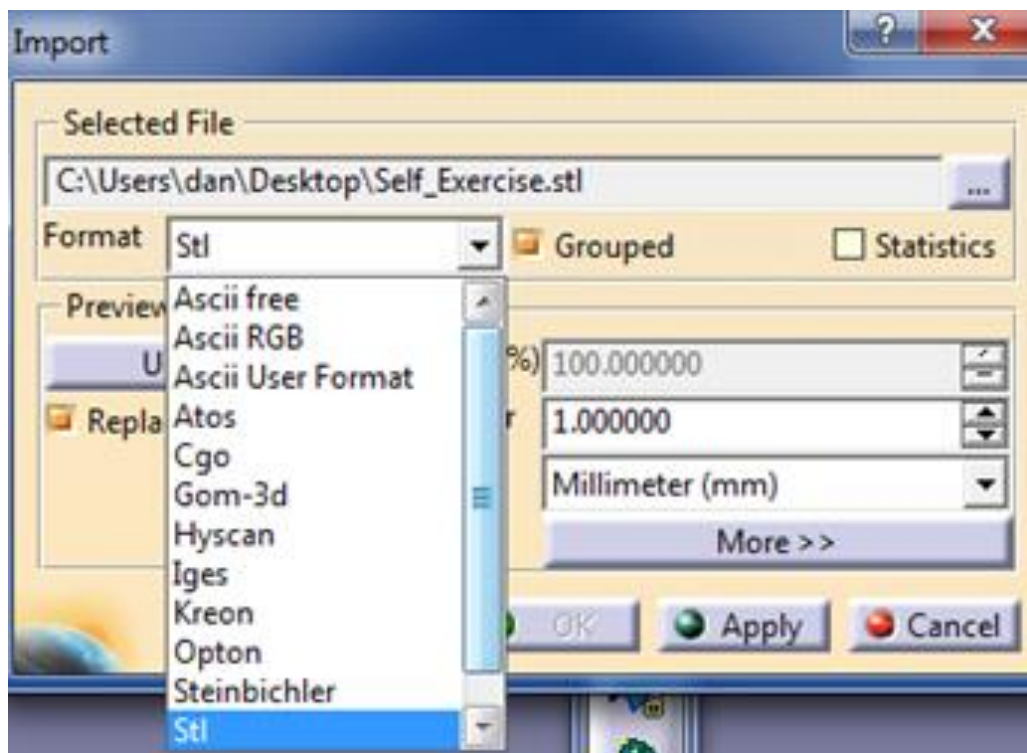 Import
?
X
Selected File
C:\Users\dan\Desktop\Self_Exercise.stl
...
Format
Stl
Grouped
Statistics
Ascii free
Ascii RGB
Ascii User Format
Atos
Cgo
Gom-3d
Hyscan
Iges
Kreon
Opton
Steinbichler
Stl
Preview
U
%) 100.000000
Repla
r 1.000000
Millimeter (mm)
More >>
OK
Apply
Cancel